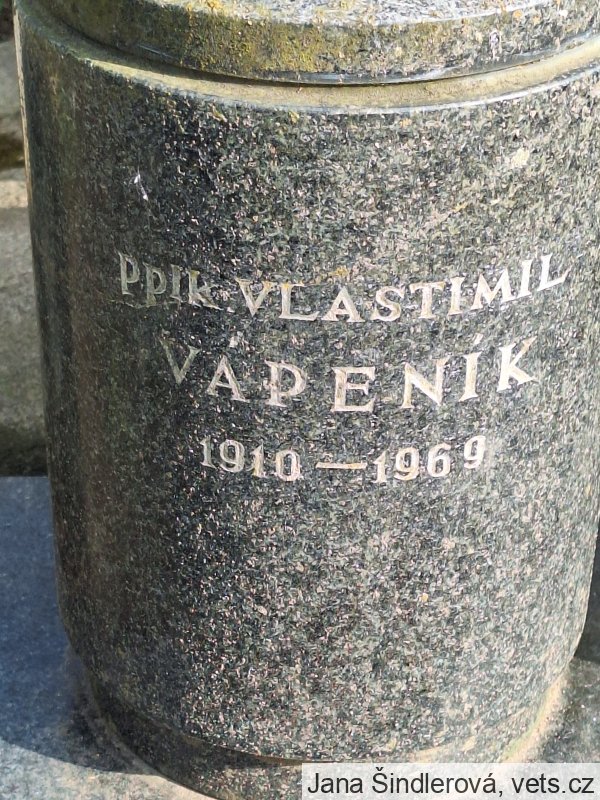 pplk. VLASTIMIL
VÁPENÍK
1910 – 1969
Jana Šindlerová, vets.cz